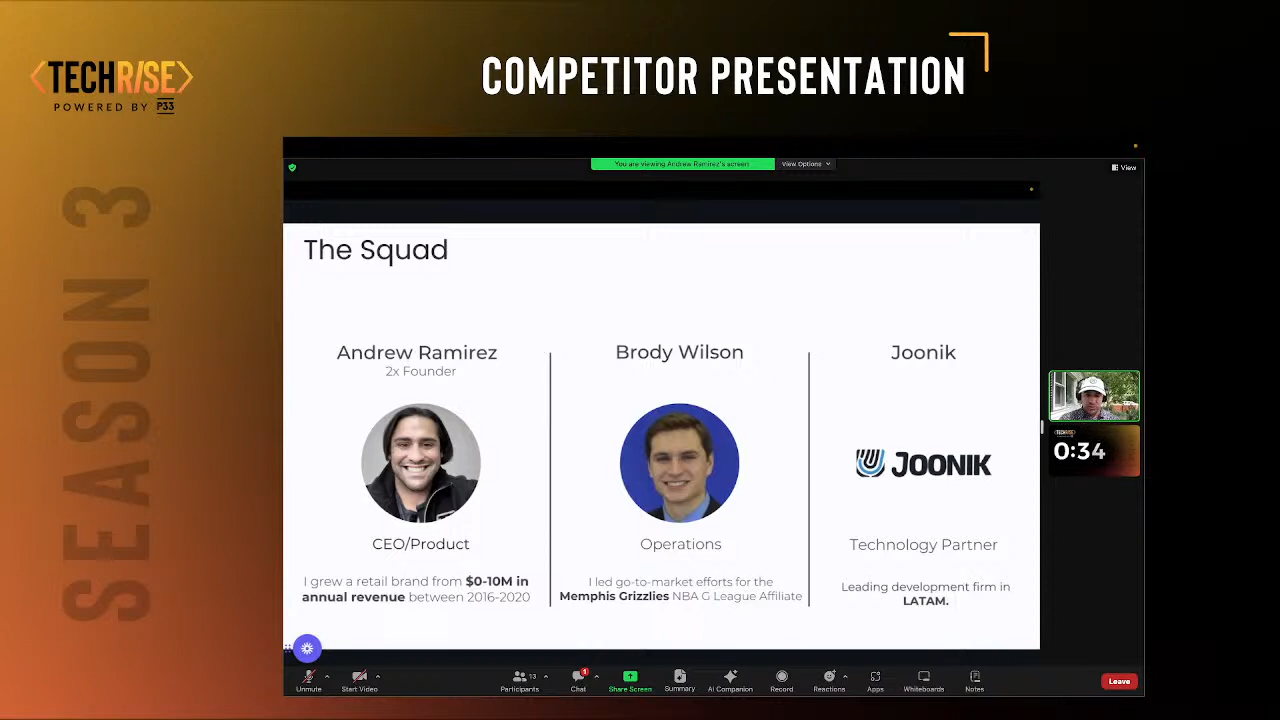 TECHRISE
POWERED BY P33
COMPETITOR PRESENTATION
SEASON 3
You are viewing Andrew Ramirez's screen
View Options
View
The Squad
Andrew Ramirez
2x Founder
CEO/Product
I grew a retail brand from $0-10M in
annual revenue between 2016-2020
Brody Wilson
Operations
I led go-to-market efforts for the
Memphis Grizzlies NBA G League Affiliate
Joonik
JOONIK
Technology Partner
Leading development firm in
LATAM.
TECHRISE
0:34
Unmute
Start Video
Participants
13
Chat
1
Share Screen
Summary
AI Companion
Record
Reactions
Apps
Whiteboards
Notes
Leave